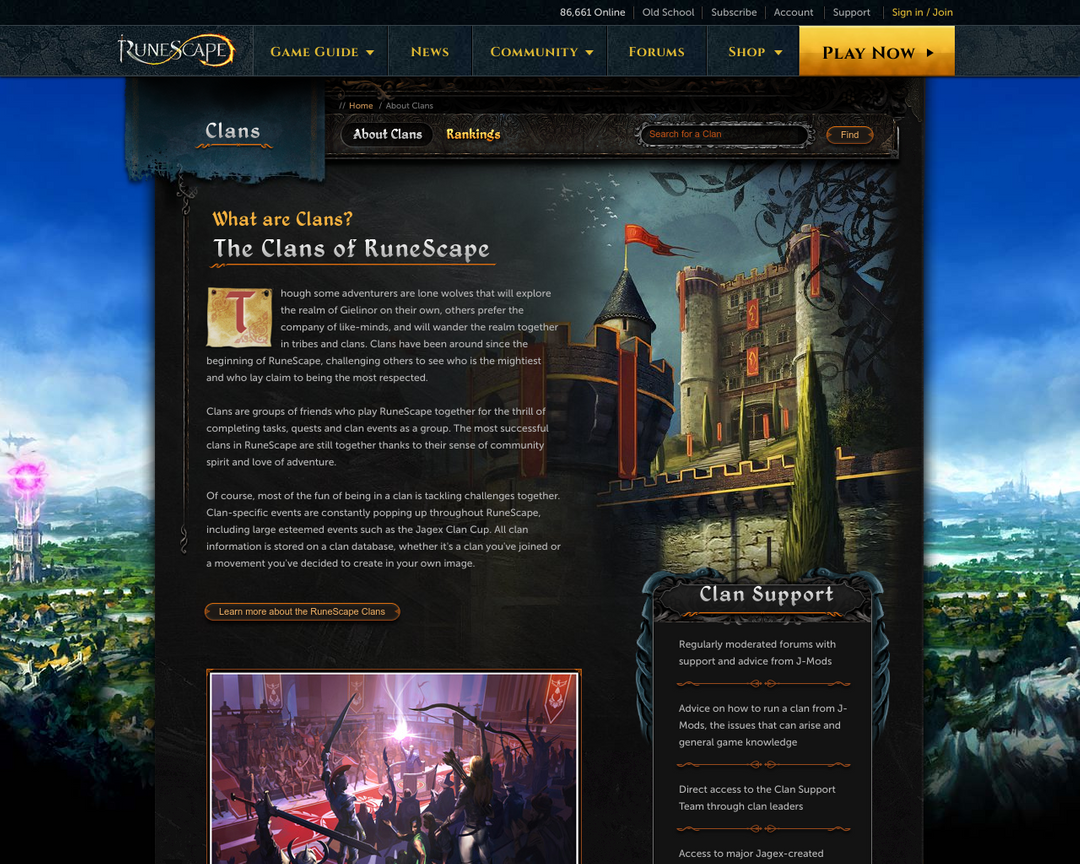 86,661 Online Old School Subscribe Account Support Sign in / Join
RuneScape Game Guide News Community Forums Shop Play Now
// Home / About Clans
Clans
About Clans Rankings Search for a Clan Find
What are Clans?
The Clans of RuneScape
Though some adventurers are lone wolves that will explore
the realm of Gielinor on their own, others prefer the
company of like-minds, and will wander the realm together
in tribes and clans. Clans have been around since the
beginning of RuneScape, challenging others to see who is the mightiest
and who lay claim to being the most respected.
Clans are groups of friends who play RuneScape together for the thrill of
completing tasks, quests and clan events as a group. The most successful
clans in RuneScape are still together thanks to their sense of community
spirit and love of adventure.
Of course, most of the fun of being in a clan is tackling challenges together.
Clan-specific events are constantly popping up throughout RuneScape,
including large esteemed events such as the Jagex Clan Cup. All clan
information is stored on a clan database, whether it's a clan you've joined or
a movement you've decided to create in your own image.
Learn more about the RuneScape Clans
Clan Support
Regularly moderated forums with
support and advice from J-Mods
Advice on how to run a clan from J-
Mods, the issues that can arise and
general game knowledge
Direct access to the Clan Support
Team through clan leaders
Access to major Jagex-created